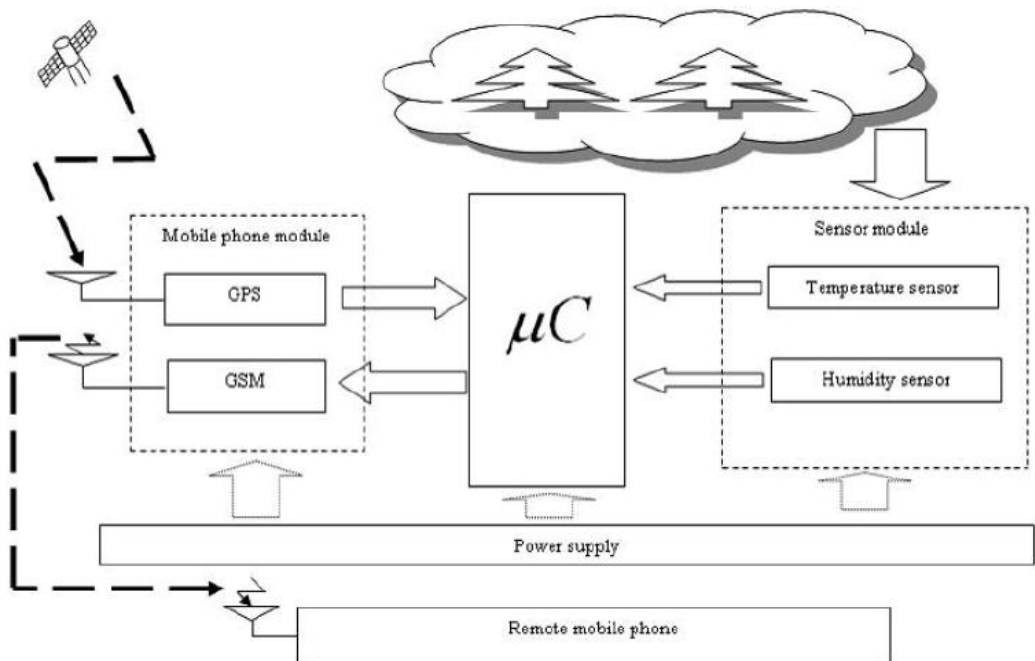 Mobile phone module
Sensor module
GPS
Temperature sensor
μC
GSM
Humidity sensor
Power supply
Remote mobile phone